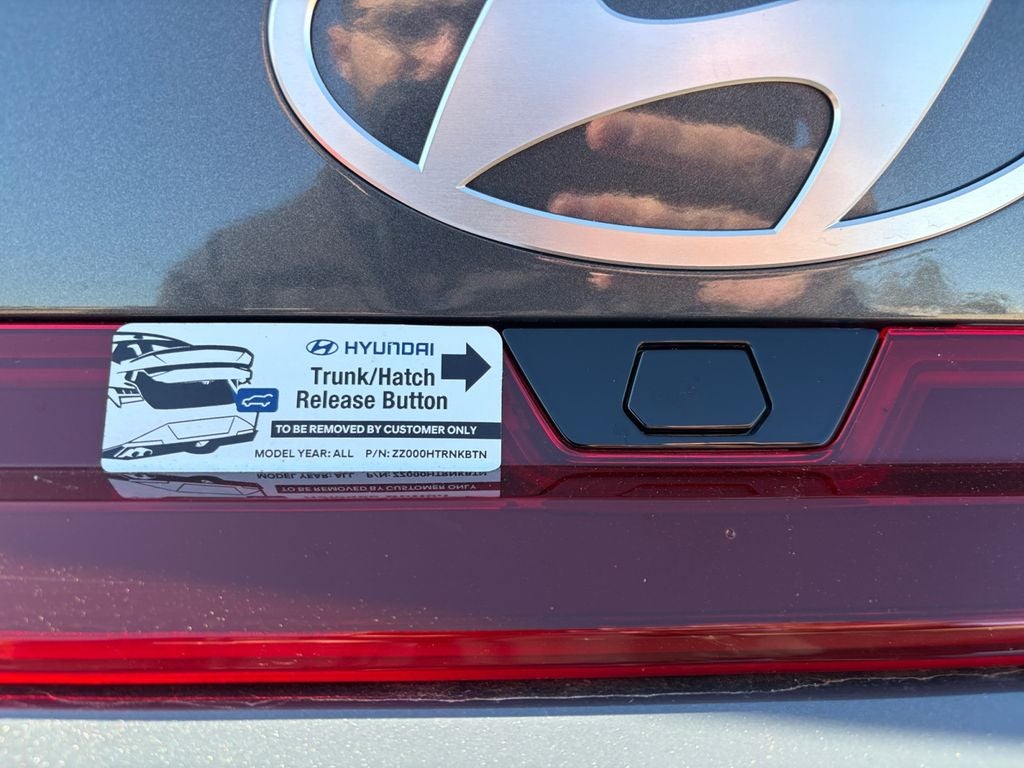 HYUNDAI
Trunk/Hatch
Release Button
TO BE REMOVED BY CUSTOMER ONLY
MODEL YEAR: ALL P/N: ZZ000HTRNKBTN